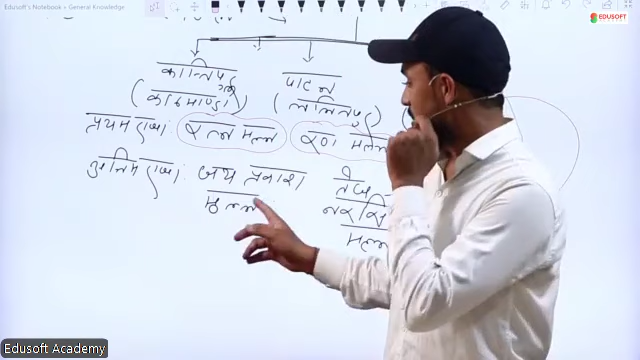 Edusoft's Notebook › General Knowledge
EDUSOFT
कान्तिपुर
पाटन
(काठमाण्डौ)
(ललितपुर)
प्रथम राजा: रत्न मल्ल
रण मल्ल
अन्तिम राजा: जय प्रकाश मल्ल
तेज नरसिंह मल्ल
Edusoft Academy